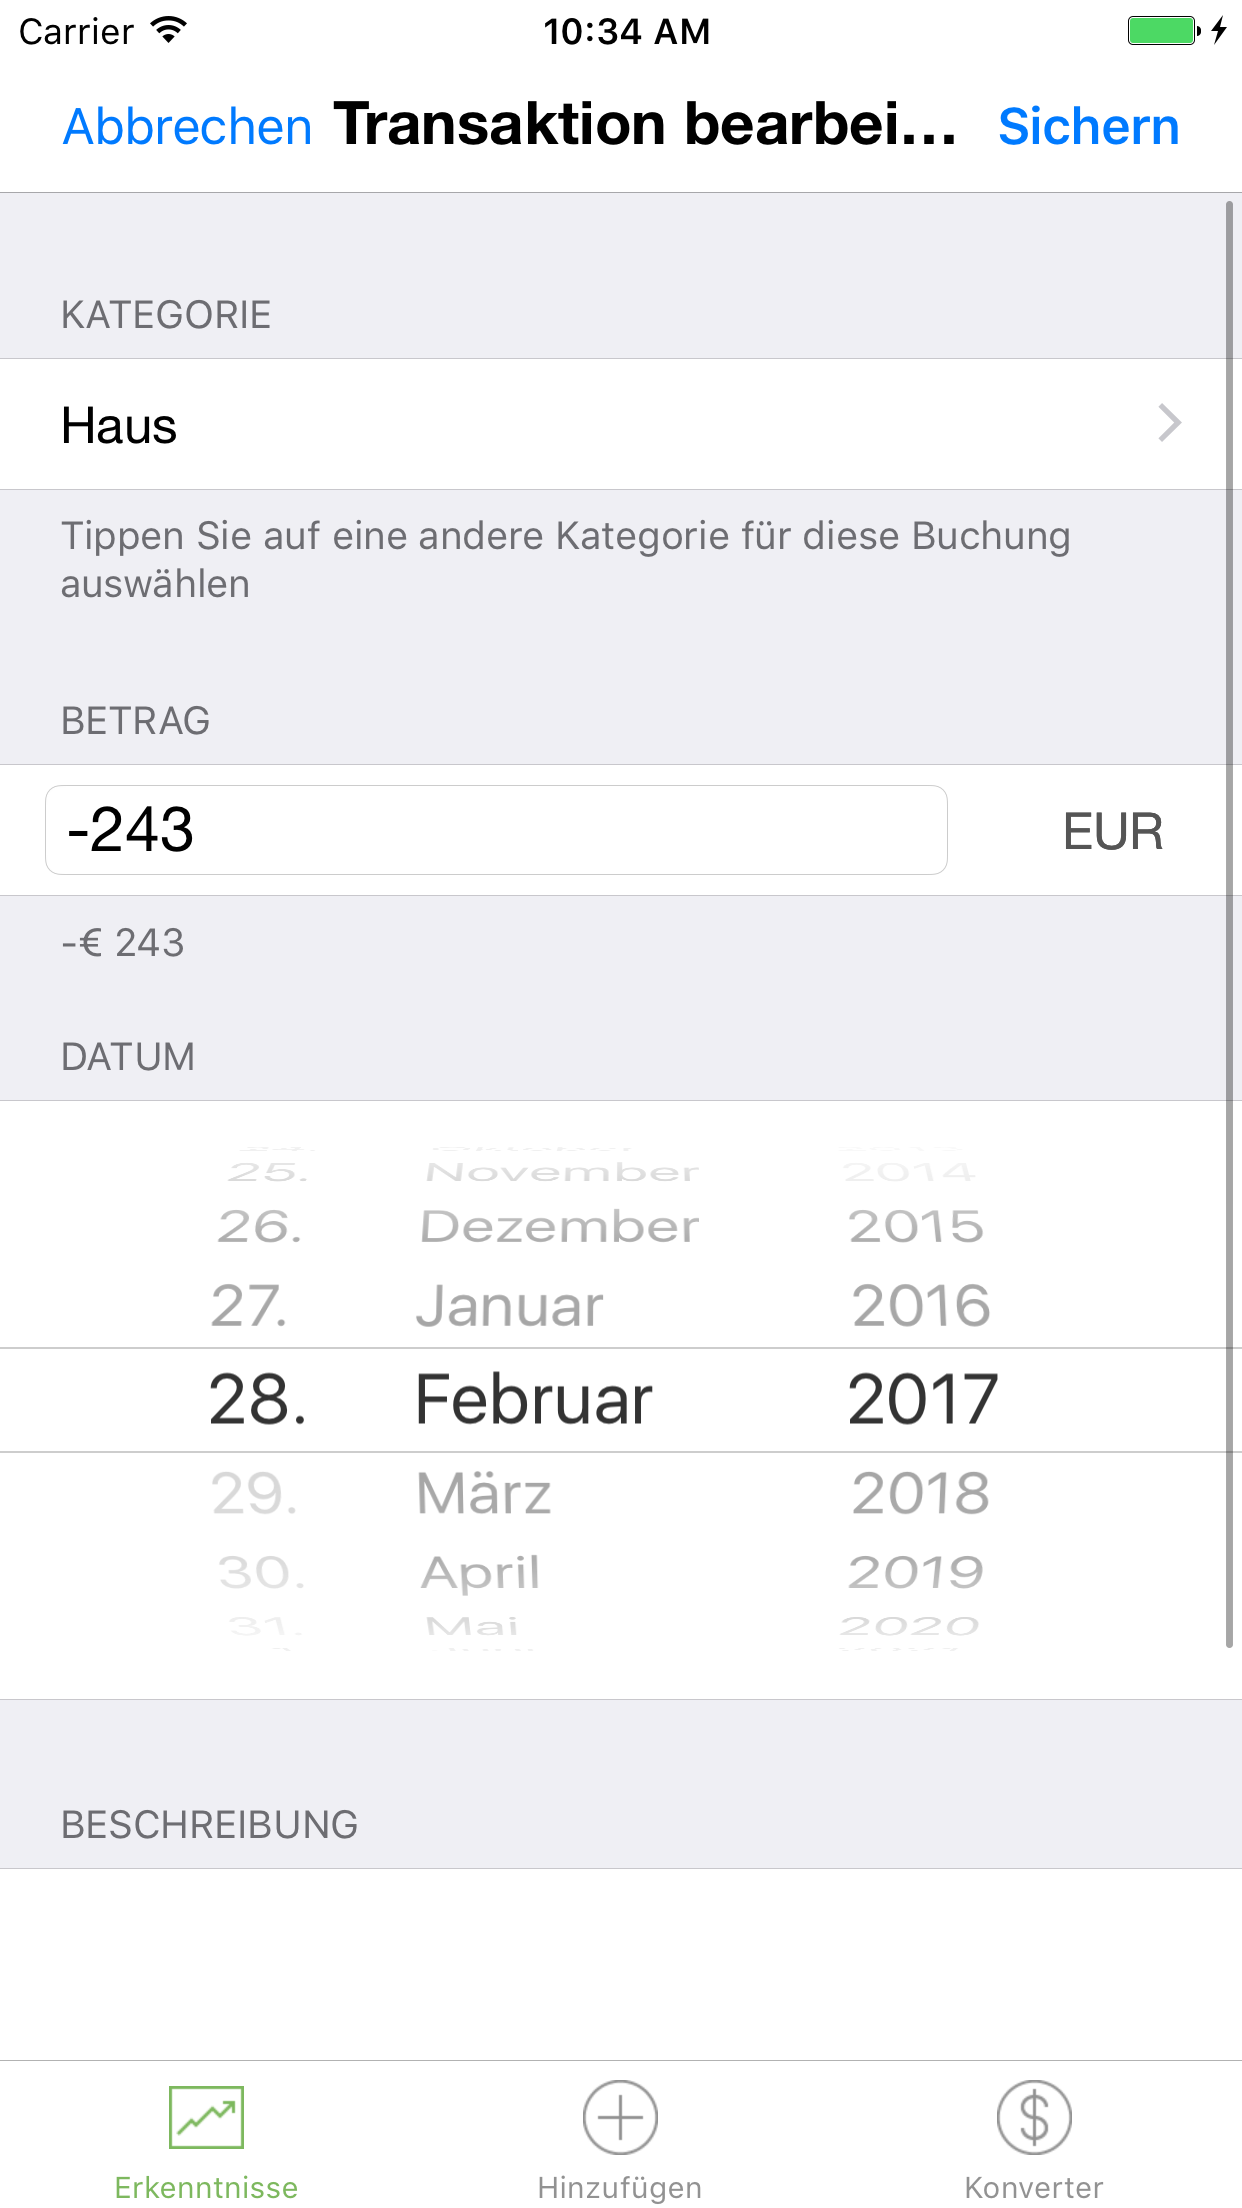 Carrier 10:34 AM
Abbrechen Transaktion bearbei... Sichern
KATEGORIE
Haus
Tippen Sie auf eine andere Kategorie für diese Buchung
auswählen
BETRAG
-243 EUR
-€ 243
DATUM
25. November 2014
26. Dezember 2015
27. Januar 2016
28. Februar 2017
29. März 2018
30. April 2019
31. Mai 2020
BESCHREIBUNG
Erkenntnisse Hinzufügen Konverter